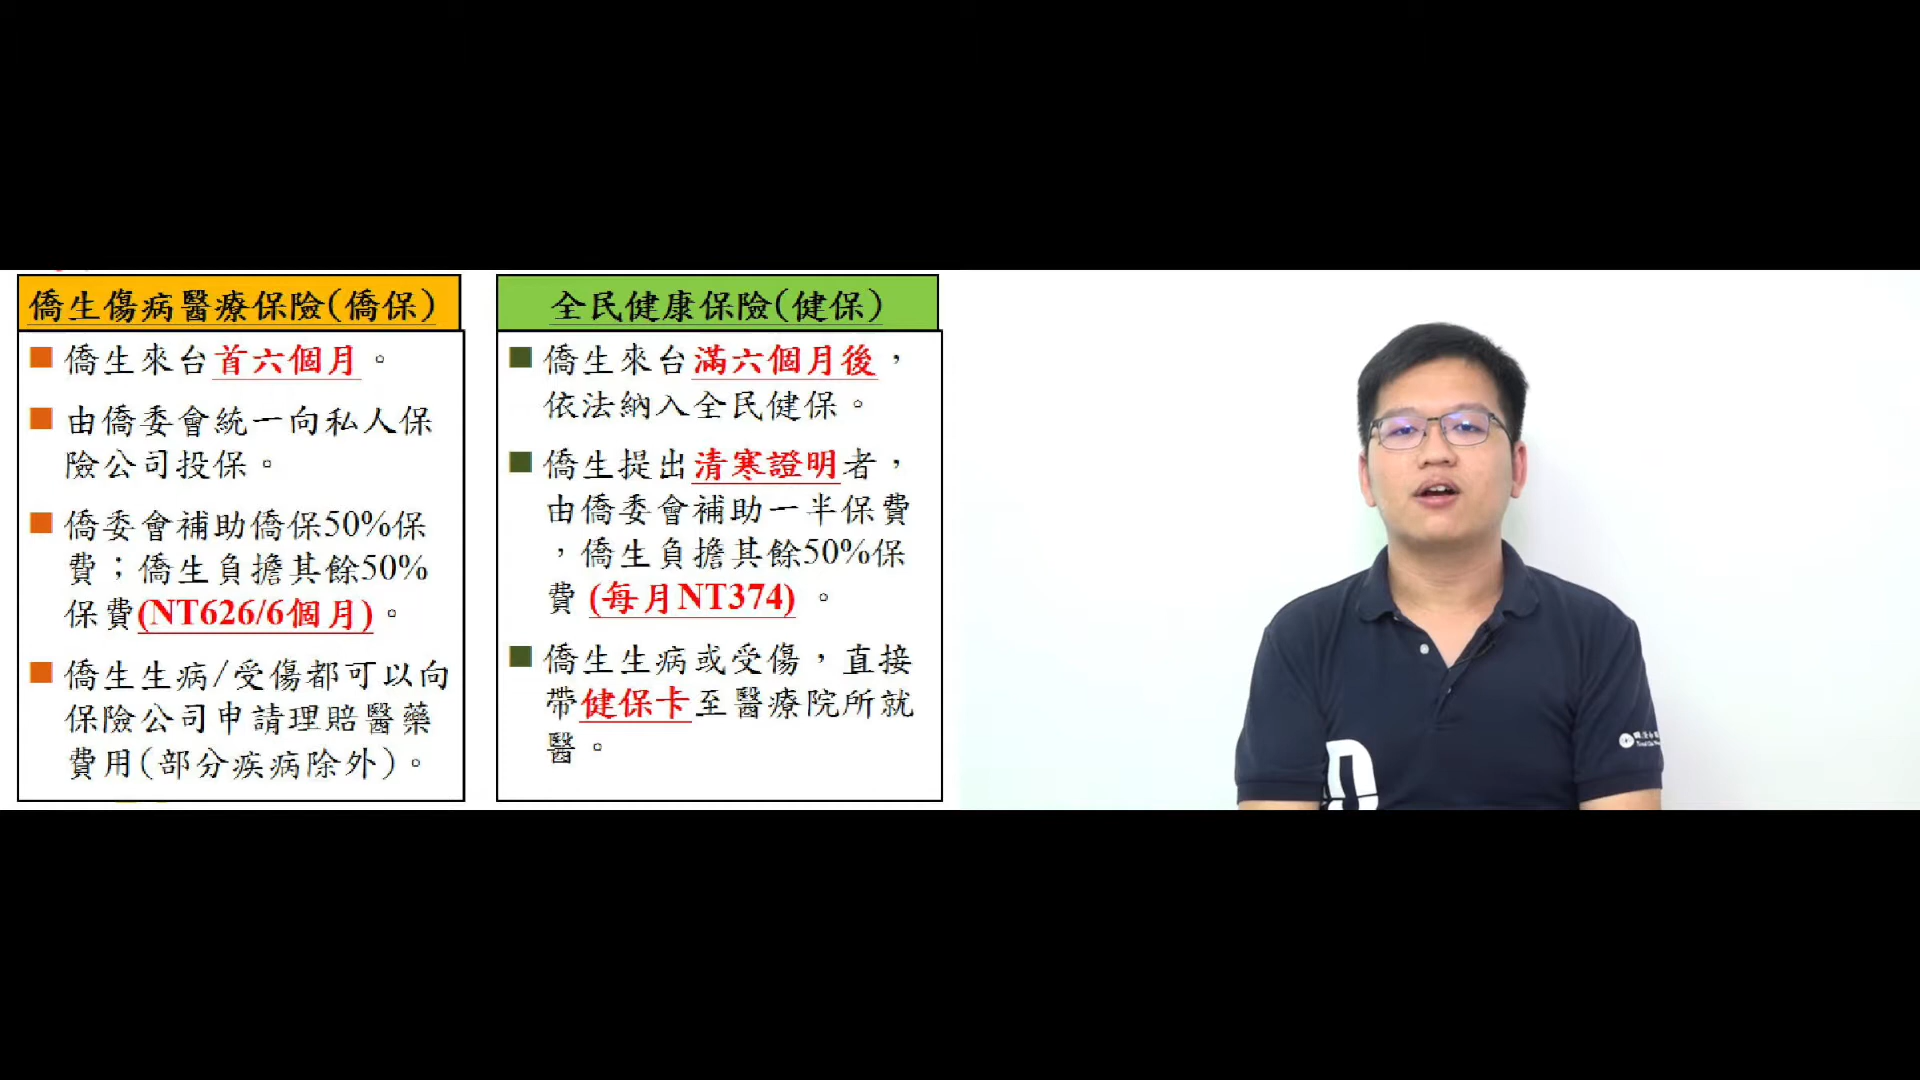 僑生傷病醫療保險(僑保)
僑生來台首六個月。
由僑委會統一向私人保
險公司投保。
僑委會補助僑保50%保
費；僑生負擔其餘50%
保費(NT626/6個月)。
僑生生病/受傷都可以向
保險公司申請理賠醫藥
費用(部分疾病除外)。
全民健康保險(健保)
僑生來台滿六個月後，
依法納入全民健保。
僑生提出清寒證明者，
由僑委會補助一半保費
，僑生負擔其餘50%保
費 (每月NT374) 。
僑生生病或受傷，直接
帶健保卡至醫療院所就
醫。